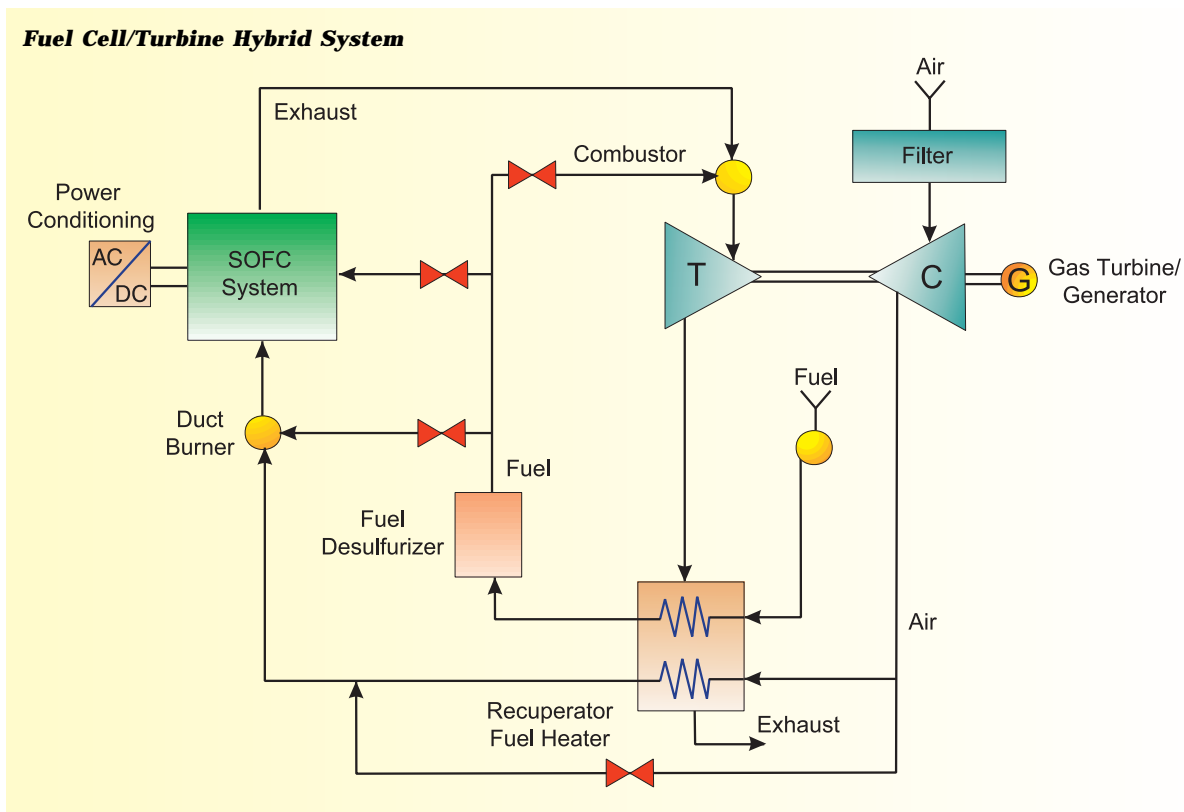 Fuel Cell/Turbine Hybrid System
Air
Exhaust
Filter
Combustor
Power
Conditioning
AC
DC
SOFC
System
T
C
G
Gas Turbine/
Generator
Fuel
Duct
Burner
Fuel
Fuel
Desulfurizer
Air
Recuperator
Fuel Heater
Exhaust